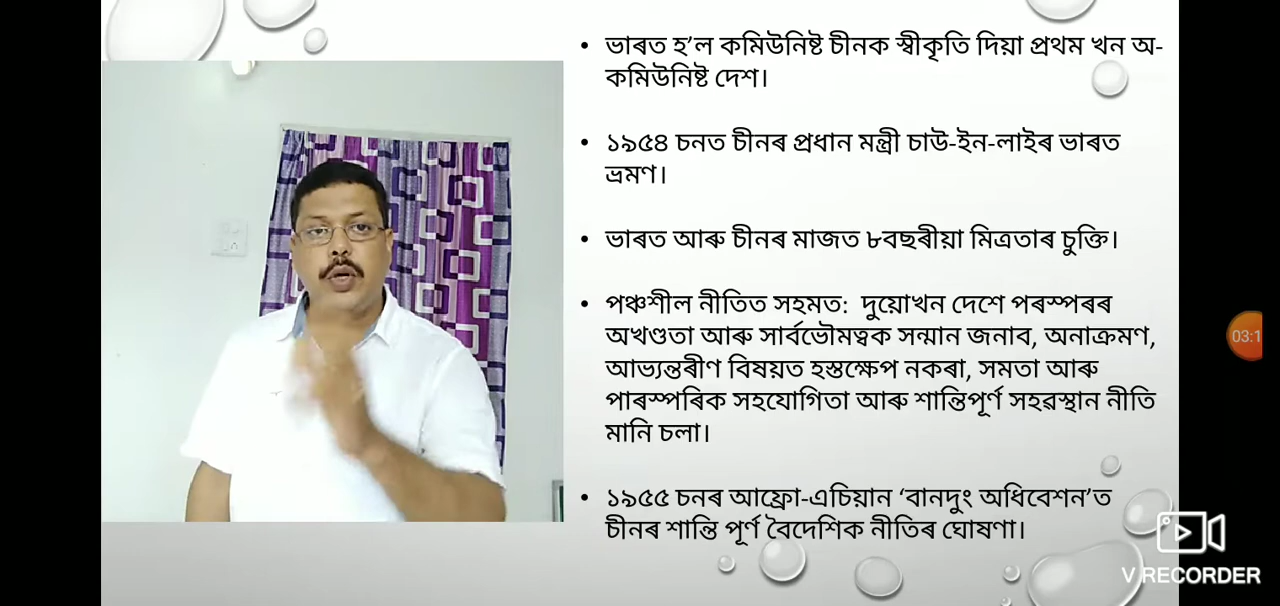 • ভাৰত হ'ল কমিউনিষ্ট চীনক স্বীকৃতি দিয়া প্ৰথম খন অ-
কমিউনিষ্ট দেশ।
• ১৯৫৪ চনত চীনৰ প্ৰধান মন্ত্ৰী চাউ-ইন-লাইৰ ভাৰত
ভ্ৰমণ।
• ভাৰত আৰু চীনৰ মাজত ৮বছৰীয়া মিত্ৰতাৰ চুক্তি।
• পঞ্চশীল নীতিত সহমত: দুয়োখন দেশে পৰস্পৰৰ
অখণ্ডতা আৰু সাৰ্বভৌমত্বক সন্মান জনাব, অনাক্ৰমণ,
আভ্যন্তৰীণ বিষয়ত হস্তক্ষেপ নকৰা, সমতা আৰু
পাৰস্পৰিক সহযোগিতা আৰু শান্তিপূৰ্ণ সহৱস্থান নীতি
মানি চলা।
• ১৯৫৫ চনৰ আফ্ৰো-এচিয়ান ‘বানদুং অধিবেশন’ত
চীনৰ শান্তি পূৰ্ণ বৈদেশিক নীতিৰ ঘোষণা।
03:1
V RECORDER